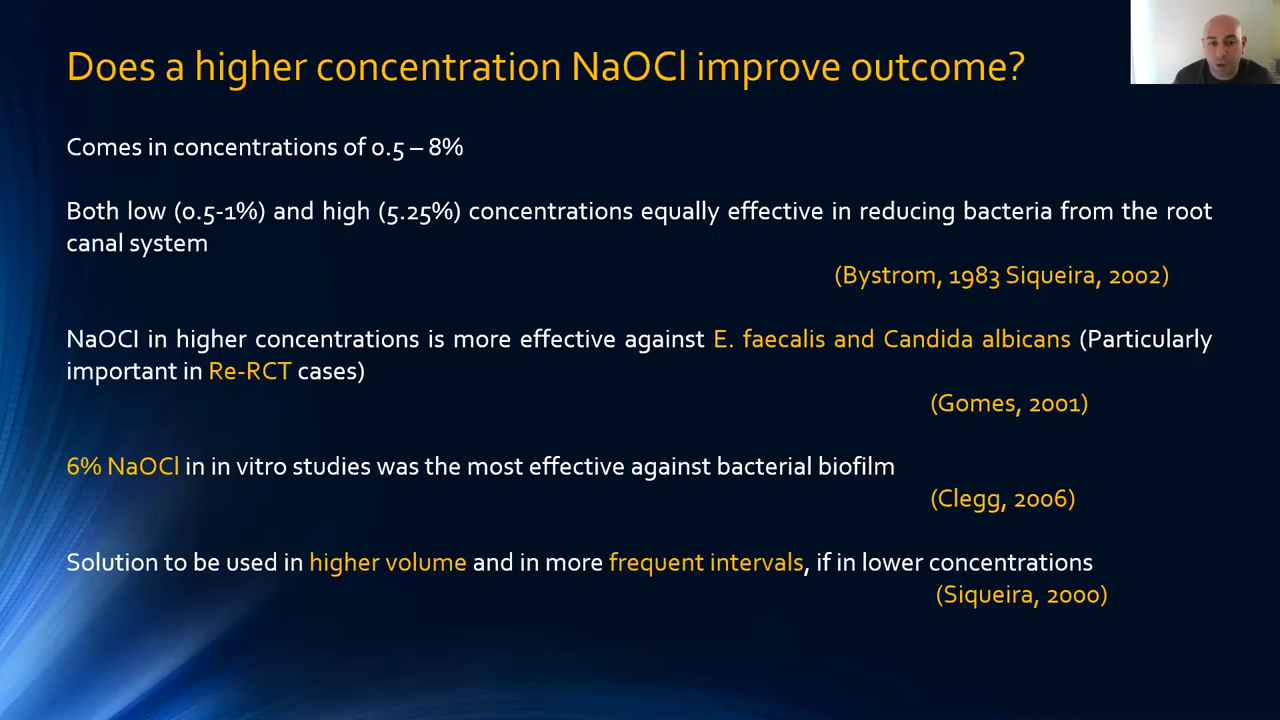 Does a higher concentration NaOCl improve outcome?
Comes in concentrations of 0.5 – 8%
Both low (0.5-1%) and high (5.25%) concentrations equally effective in reducing bacteria from the root
canal system
(Bystrom, 1983 Siqueira, 2002)
NaOCI in higher concentrations is more effective against E. faecalis and Candida albicans (Particularly
important in Re-RCT cases)
(Gomes, 2001)
6% NaOCl in in vitro studies was the most effective against bacterial biofilm
(Clegg, 2006)
Solution to be used in higher volume and in more frequent intervals, if in lower concentrations
(Siqueira, 2000)